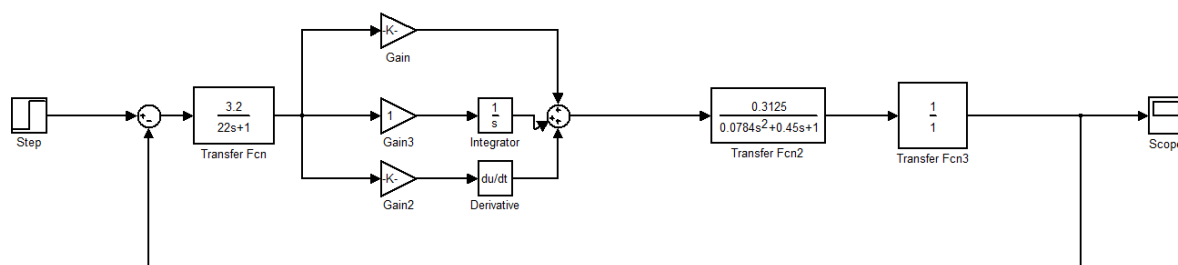 -K-
Gain
Step
3.2
22s+1
Transfer Fcn
1
Gain3
1
s
Integrator
0.3125
0.0784s²+0.45s+1
Transfer Fcn2
1
1
Transfer Fcn3
Scope
-K-
Gain2
du/dt
Derivative